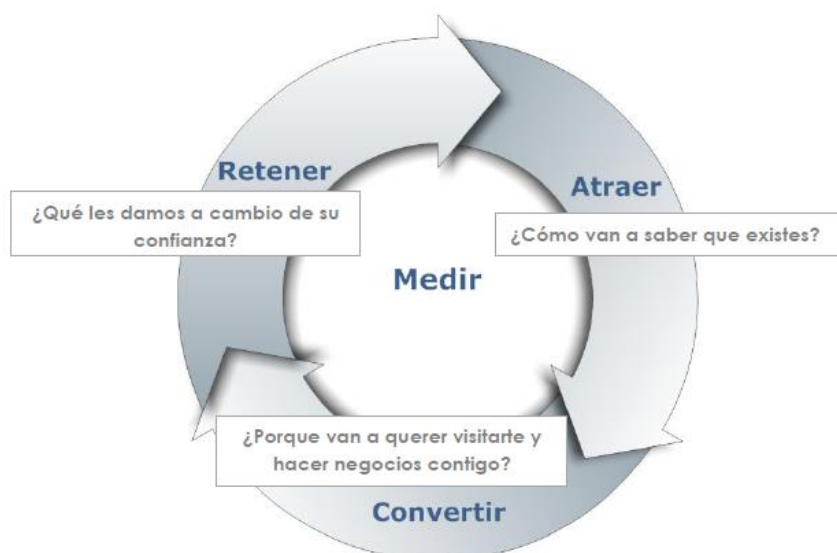 Retener
¿Qué les damos a cambio de su
confianza?
Atraer
¿Cómo van a saber que existes?
Medir
¿Porque van a querer visitarte y
hacer negocios contigo?
Convertir